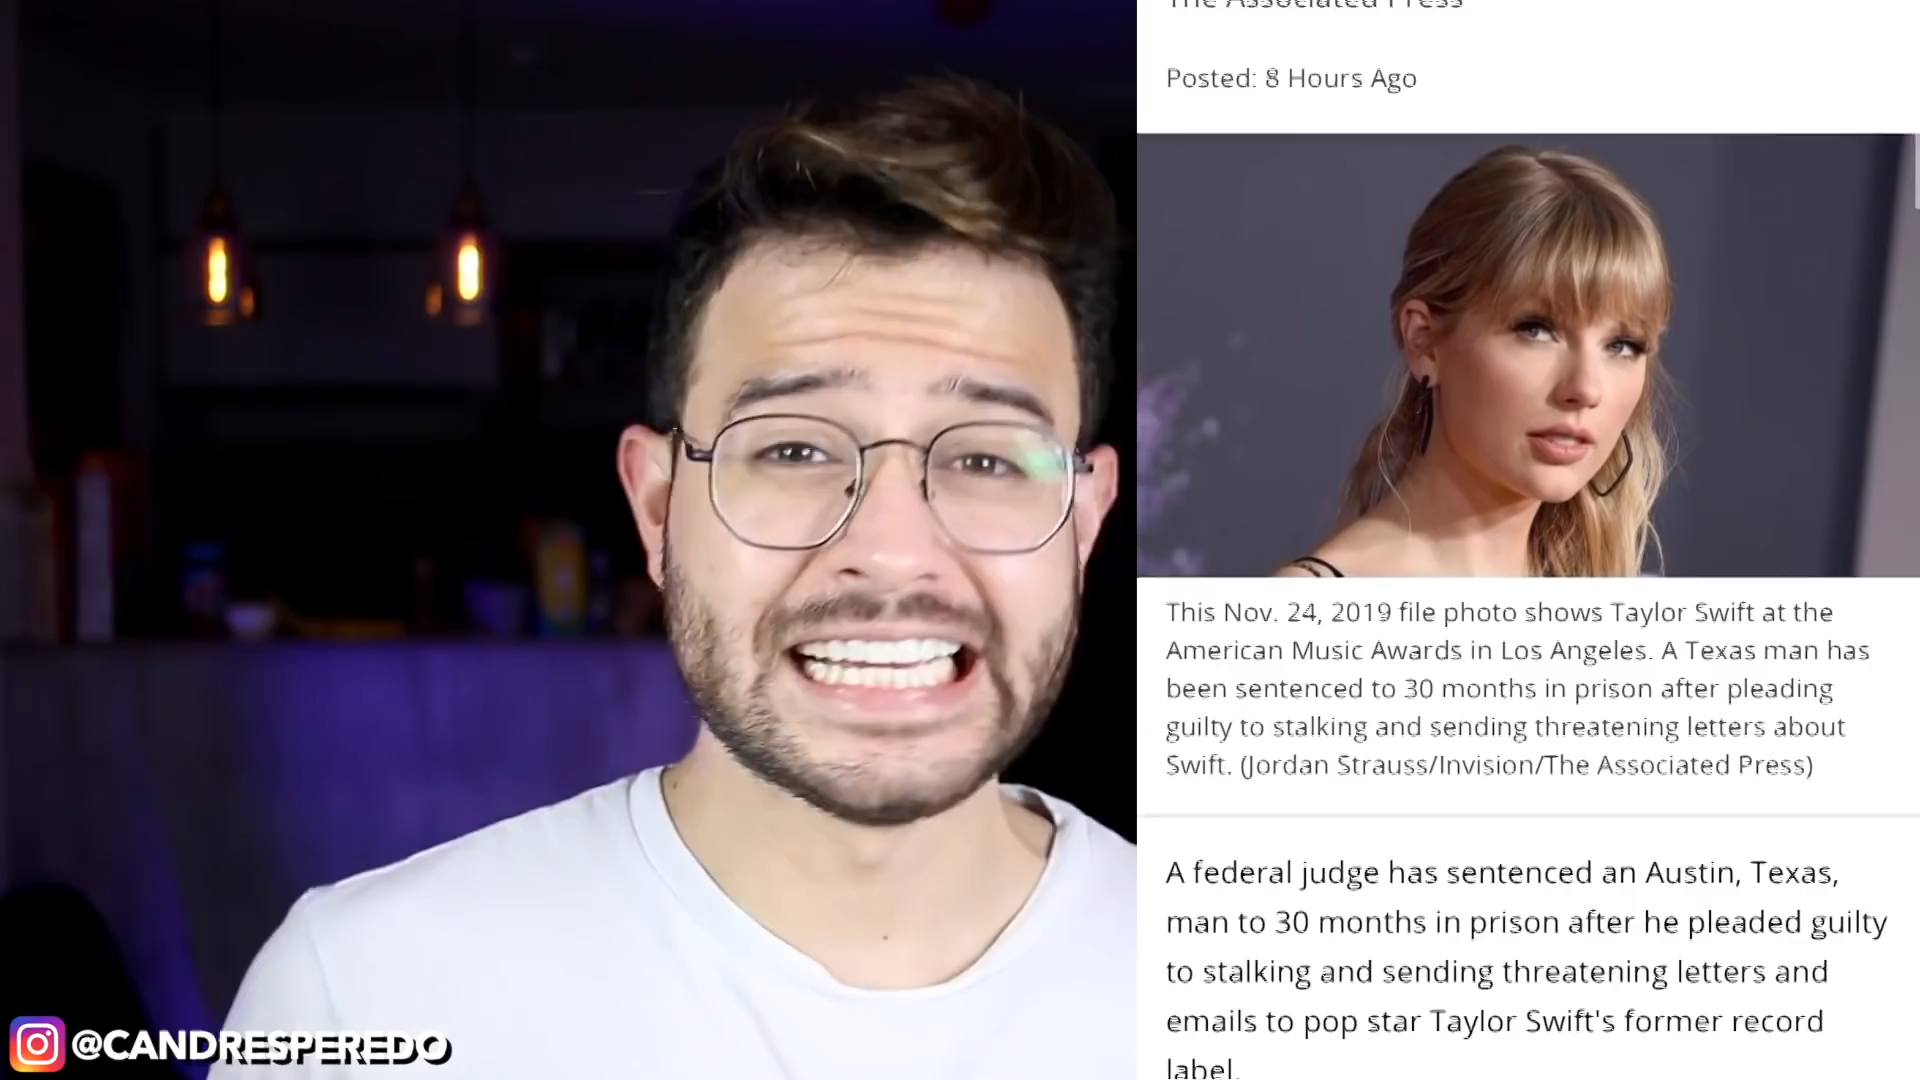 The Associated Press
Posted: 8 Hours Ago
This Nov. 24, 2019 file photo shows Taylor Swift at the
American Music Awards in Los Angeles. A Texas man has
been sentenced to 30 months in prison after pleading
guilty to stalking and sending threatening letters about
Swift. (Jordan Strauss/Invision/The Associated Press)
A federal judge has sentenced an Austin, Texas,
man to 30 months in prison after he pleaded guilty
to stalking and sending threatening letters and
emails to pop star Taylor Swift's former record
label.
@CANDRESPEREDO